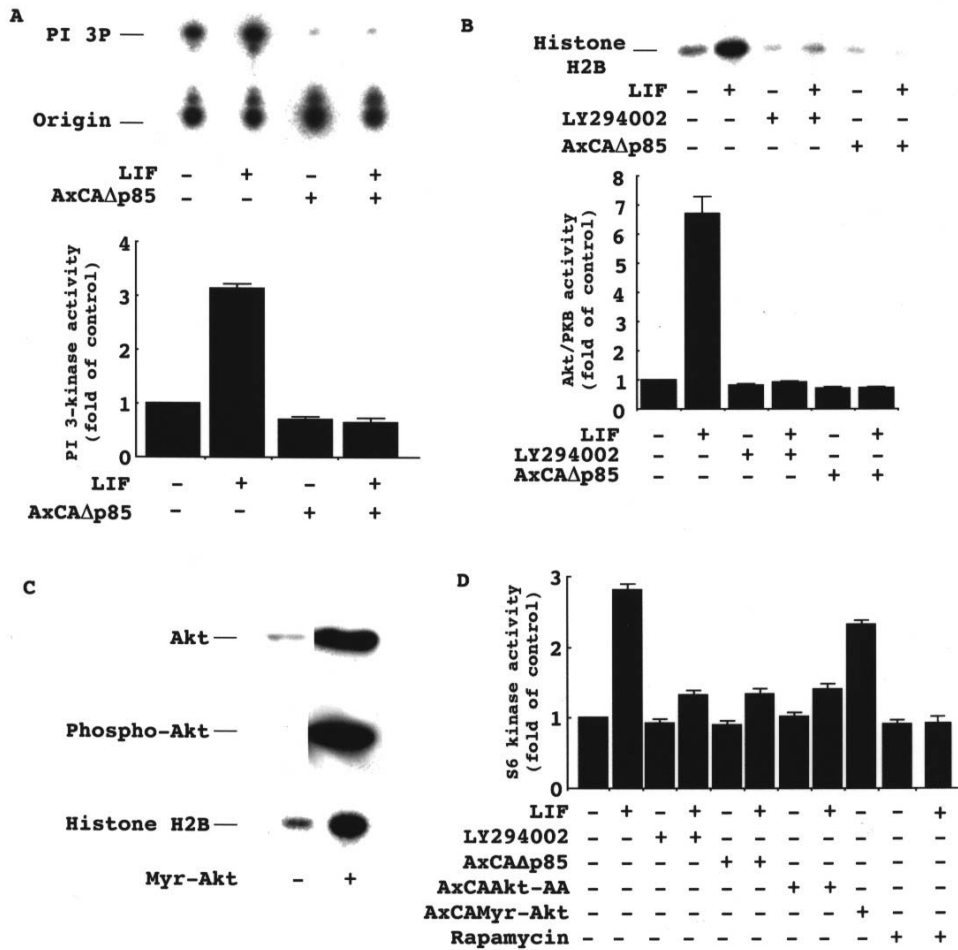 A
PI 3P
Origin
LIF - + - +
AxCAΔp85 - - + +
PI 3-kinase activity
(fold of control)
4
3
2
1
0
LIF - + - +
AxCAΔp85 - - + +
B
Histone
H2B
LIF - + - + - +
LY294002 - - + + - -
AxCAΔp85 - - - - + +
Akt/PKB activity
(fold of control)
8
7
6
5
4
3
2
1
0
LIF - + - + - +
LY294002 - - + + - -
AxCAΔp85 - - - - + +
C
Akt
Phospho-Akt
Histone H2B
Myr-Akt - +
D
S6 kinase activity
(fold of control)
3
2
1
0
LIF - + - + - + - + - - +
LY294002 - - + + - - - - - - -
AxCAΔp85 - - - - + + - - - - -
AxCAAkt-AA - - - - - - + + - - -
AxCAMyr-Akt - - - - - - - - + - -
Rapamycin - - - - - - - - - + +